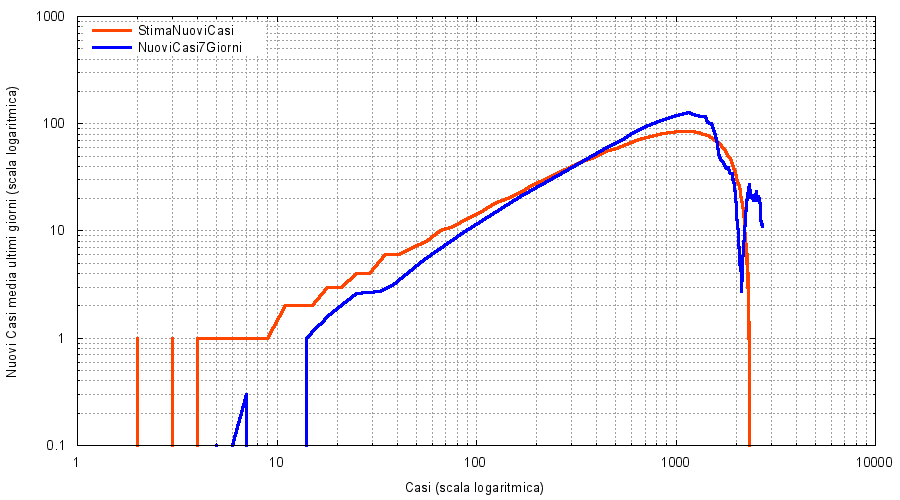 1000
StimaNuoviCasi
NuoviCasi7Giorni
100
10
1
0.1
Nuovi Casi media ultimi giorni (scala logaritmica)
1 10 100 1000 10000
Casi (scala logaritmica)